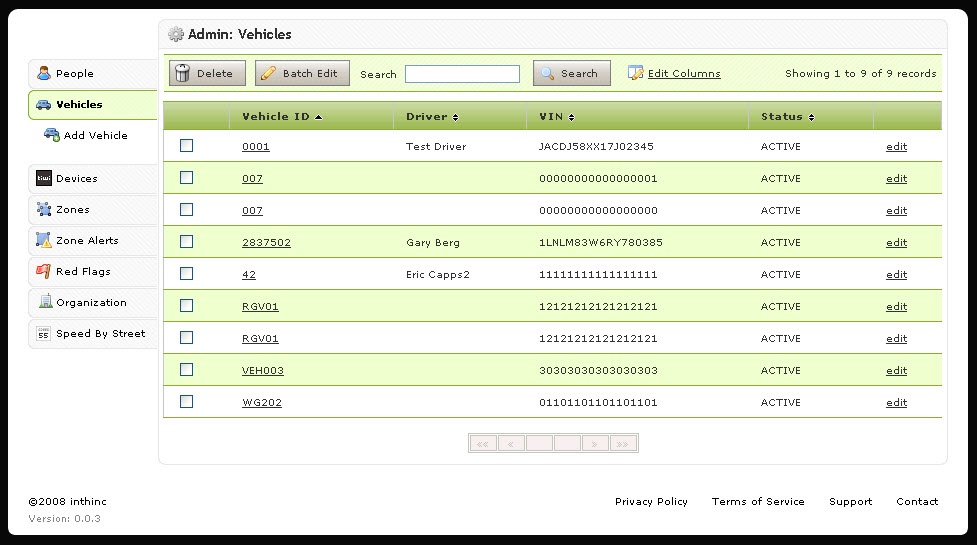 Admin: Vehicles
People
Vehicles
Add Vehicle
tiwi Devices
Zones
Zone Alerts
Red Flags
Organization
55 Speed By Street
Delete Batch Edit Search Search Edit Columns Showing 1 to 9 of 9 records
Vehicle ID Driver VIN Status
0001 Test Driver JACDJ58XX17J02345 ACTIVE edit
007 00000000000000001 ACTIVE edit
007 00000000000000000 ACTIVE edit
2837502 Gary Berg 1LNLM83W6RY780385 ACTIVE edit
42 Eric Capps2 11111111111111111 ACTIVE edit
RGV01 12121212121212121 ACTIVE edit
RGV01 12121212121212121 ACTIVE edit
VEH003 30303030303030303 ACTIVE edit
WG202 01101101101101101 ACTIVE edit
«« « » »»
©2008 inthinc Privacy Policy Terms of Service Support Contact
Version: 0.0.3